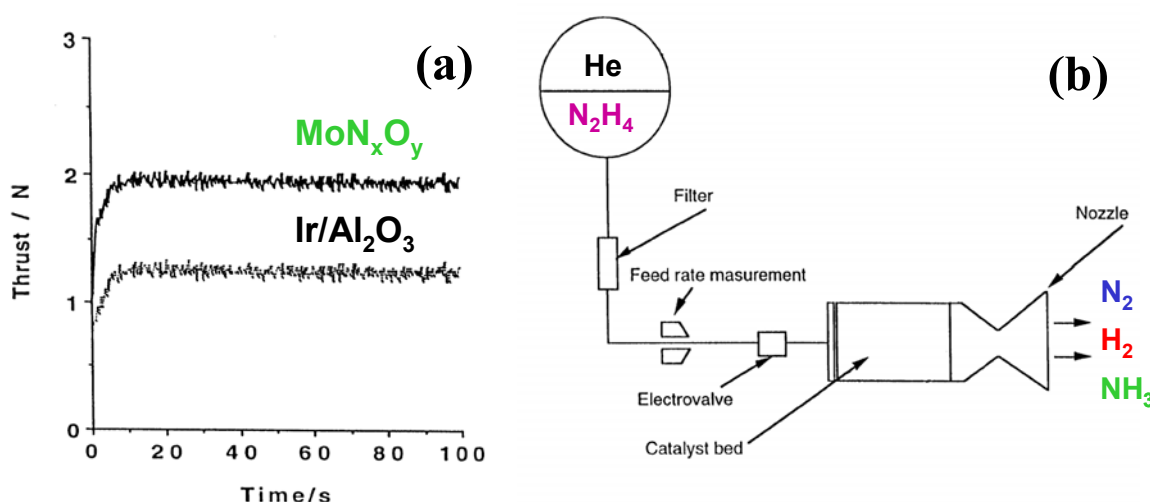 (a)
3
2
1
0
Thrust / N
MoNₓOᵧ
Ir/Al₂O₃
0 20 40 60 80 100
Time/s
(b)
He
N₂H₄
Filter
Feed rate masurement
Electrovalve
Catalyst bed
Nozzle
N₂
H₂
NH₃